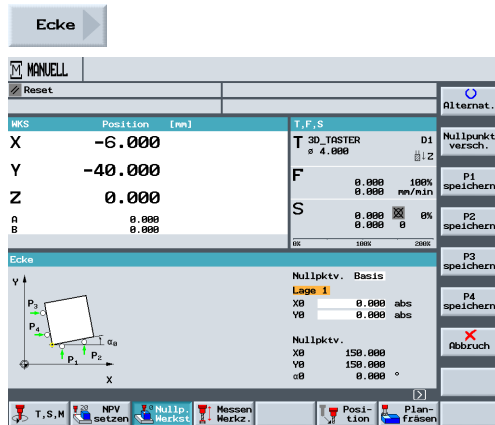 Ecke
M MANUELL
Reset
Alternat.
WKS Position [mm]
T,F,S
X -6.000
Y -40.000
Z 0.000
A 0.000
B 0.000
T 3D_TASTER D1
ø 4.000
Z
F 0.000 100%
0.000 mm/min
S 0.000 0%
0.000 0
0% 100% 200%
Nullpunkt
versch.
P1
speichern
P2
speichern
P3
speichern
P4
speichern
Abbruch
Ecke
Y
P3
P4
P1 P2
α0
X
Nullpktv. Basis
Lage 1
X0 0.000 abs
Y0 0.000 abs
Nullpktv.
X0 150.000
Y0 150.000
α0 0.000 °
T,S,M
NPV
setzen
Nullp.
Werkst
Messen
Werkz.
Posi-
tion
Plan-
fräsen